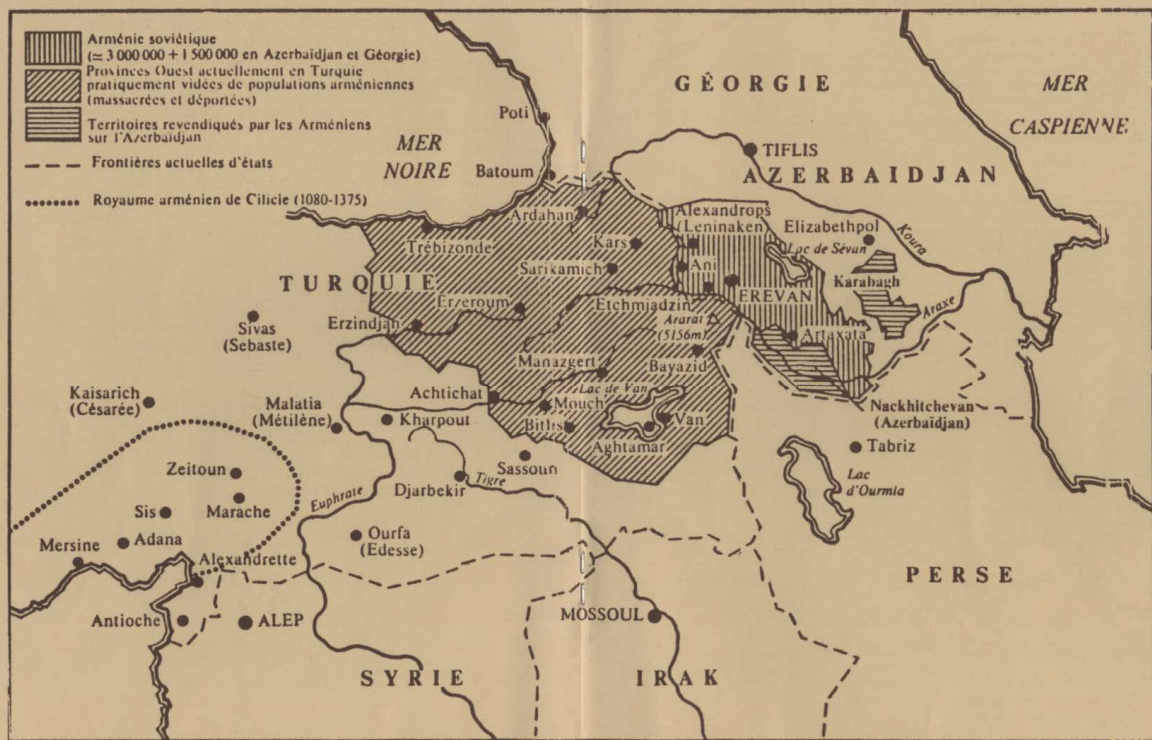 Arménie soviétique
(≃ 3 000 000 + 1 500 000 en Azerbaïdjan et Géorgie)
Provinces Ouest actuellement en Turquie
pratiquement vidées de populations arméniennes
(massacrées et déportées)
Territoires revendiqués par les Arméniens
sur l'Azerbaidjan
Frontières actuelles d'états
Royaume arménien de Cilicie (1080-1375)
GÉORGIE
MER
CASPIENNE
Poti
MER
NOIRE
Batoum
TIFLIS
AZERBAIDJAN
Ardahan
Alexandrops
(Leninaken
Elizabethpol
Koura
Trébizonde
Kars
Lac de Sévan
TURQUIE
Sarikamich
Ani
Karabagh
Etchmiadzin
EREVAN
Araxe
Erzeroum
Ararat
(5156m)
Erzindjan
Artaxata
Sivas
(Sebaste)
Manazgert
Bayazid
Achtichat
Lac de Van
Kaisarich
(Césarée)
Malatia
(Métilène)
Mouch
Nackhitchevan
(Azerbaïdjan)
Kharpout
Bitlis
Van
Aghtamar
Tabriz
Zeitoun
Sassoun
Tigre
Djarbekir
Lac
d'Ourmia
Euphrate
Marache
Sis
Adana
Ourfa
(Edesse)
Mersine
Alexandrette
PERSE
Antioche
ALEP
MOSSOUL
SYRIE
IRAK